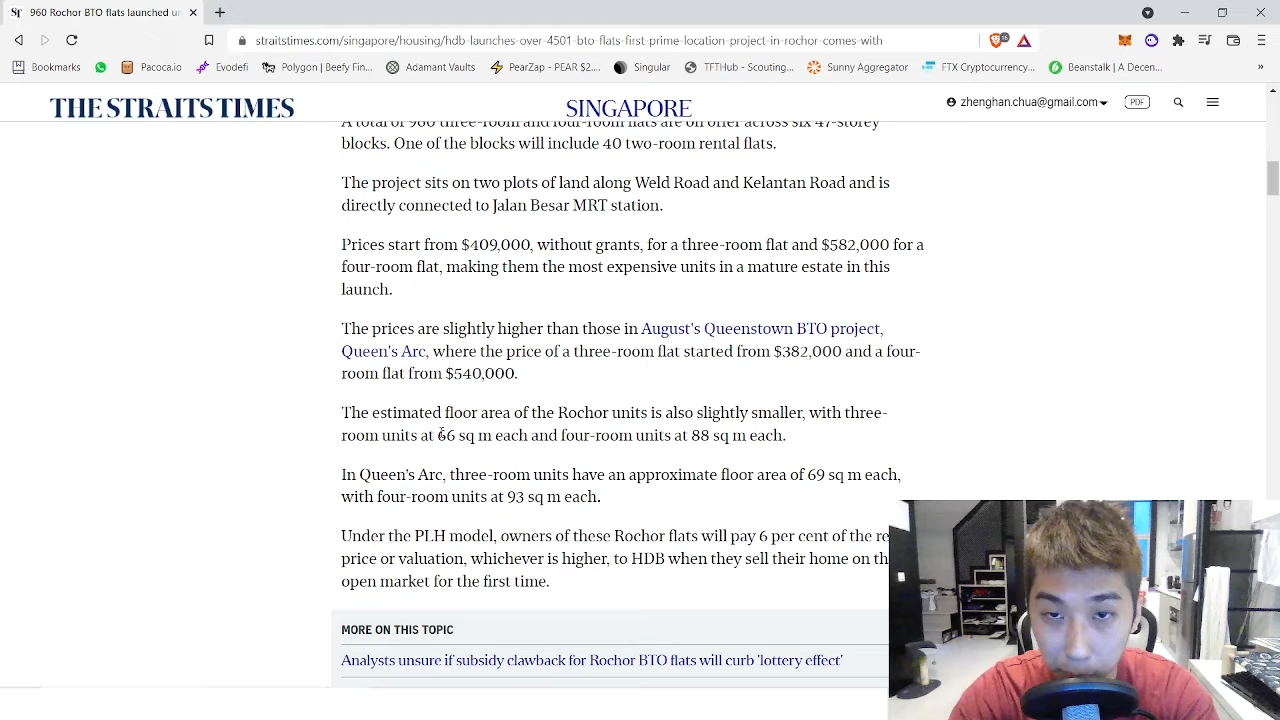 960 Rochor BTO flats launched un
straitstimes.com/singapore/housing/hdb-launches-over-4501-bto-flats-first-prime-location-project-in-rochor-comes-with
Bookmarks Pacoca.io Evodefi Polygon | Beefy Fin... Adamant Vaults PearZap - PEAR $2.... Singular TFTHub - Scouting... Sunny Aggregator FTX Cryptocurrency... Beanstalk | A Decen... »
THE STRAITS TIMES
SINGAPORE
zhenghan.chua@gmail.com PDF
A total of 960 three-room and four-room flats are on offer across six 47-storey
blocks. One of the blocks will include 40 two-room rental flats.
The project sits on two plots of land along Weld Road and Kelantan Road and is
directly connected to Jalan Besar MRT station.
Prices start from $409,000, without grants, for a three-room flat and $582,000 for a
four-room flat, making them the most expensive units in a mature estate in this
launch.
The prices are slightly higher than those in August's Queenstown BTO project,
Queen's Arc, where the price of a three-room flat started from $382,000 and a four-
room flat from $540,000.
The estimated floor area of the Rochor units is also slightly smaller, with three-
room units at 66 sq m each and four-room units at 88 sq m each.
In Queen's Arc, three-room units have an approximate floor area of 69 sq m each,
with four-room units at 93 sq m each.
Under the PLH model, owners of these Rochor flats will pay 6 per cent of the re
price or valuation, whichever is higher, to HDB when they sell their home on th
open market for the first time.
MORE ON THIS TOPIC
Analysts unsure if subsidy clawback for Rochor BTO flats will curb 'lottery effect'